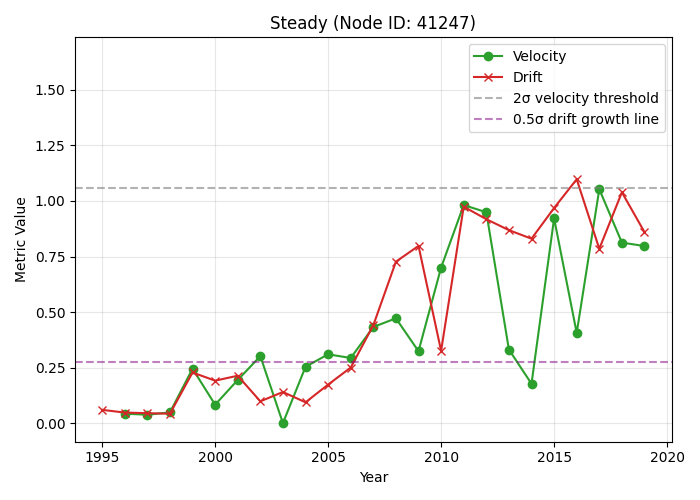 Steady (Node ID: 41247)
Velocity
Drift
2σ velocity threshold
0.5σ drift growth line
Metric Value
1.50
1.25
1.00
0.75
0.50
0.25
0.00
1995 2000 2005 2010 2015 2020
Year